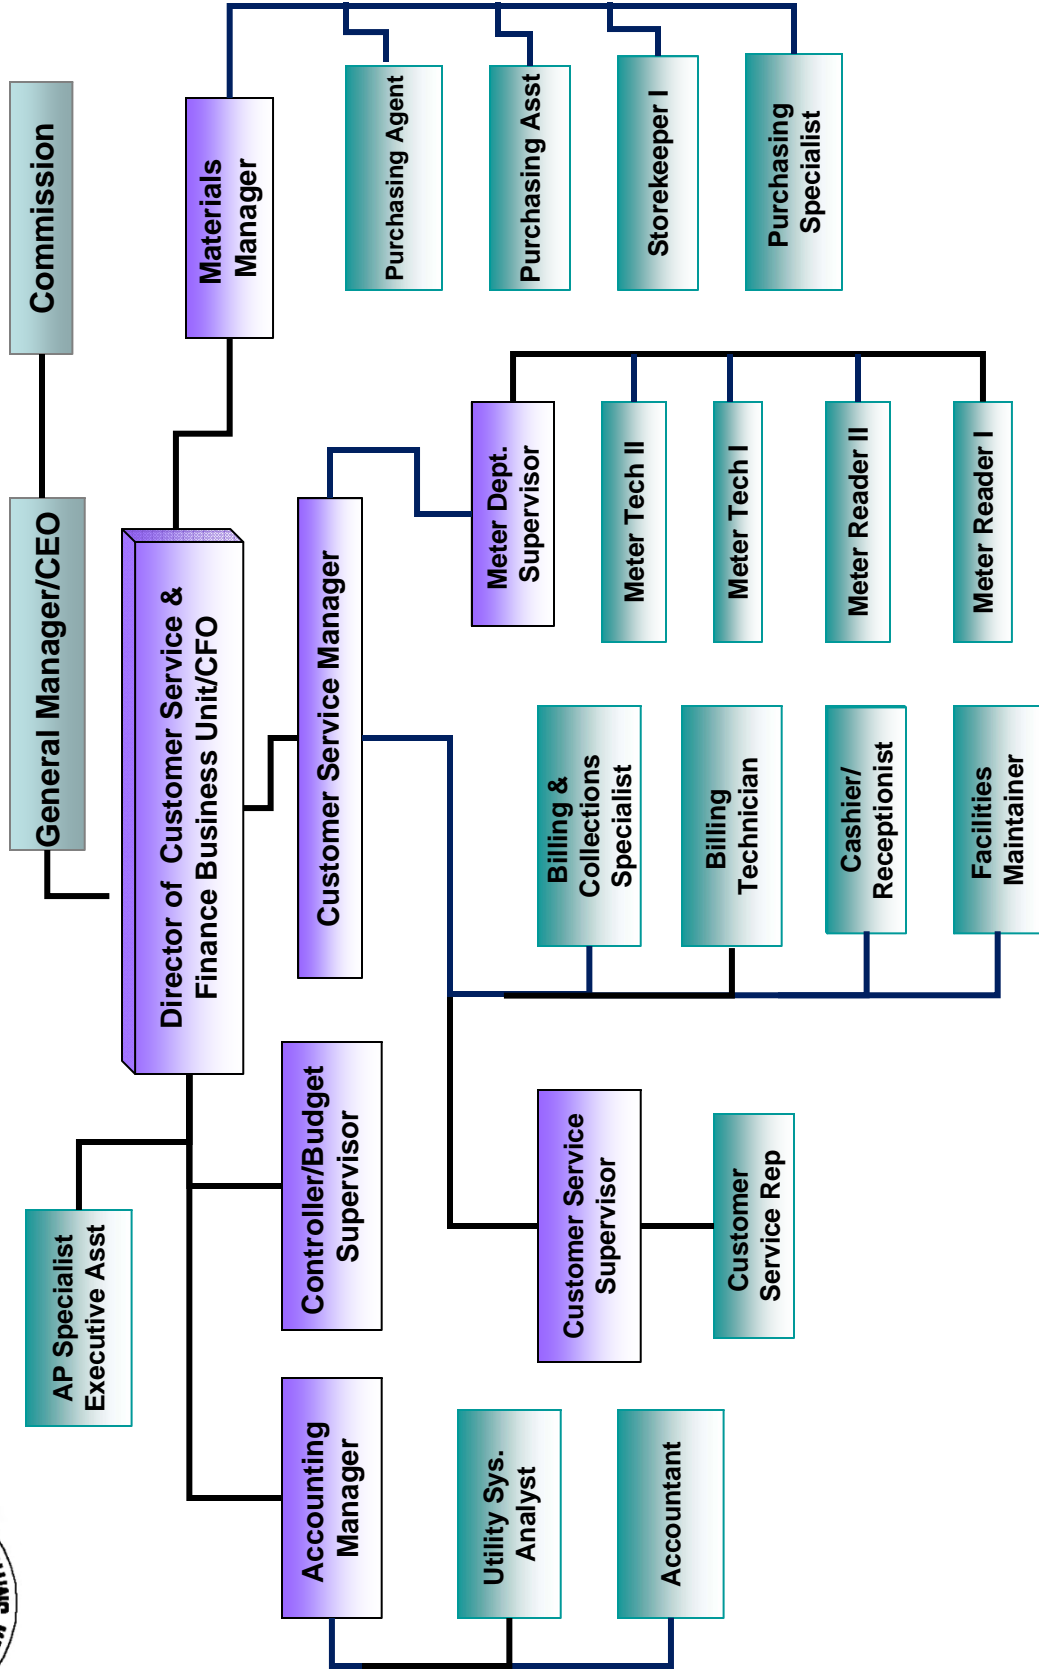 Commission
General Manager/CEO
Director of Customer Service &
Finance Business Unit/CFO
AP Specialist
Executive Asst
Accounting
Manager
Controller/Budget
Supervisor
Customer Service Manager
Materials
Manager
Utility Sys.
Analyst
Accountant
Customer Service
Supervisor
Customer
Service Rep
Billing &
Collections
Specialist
Billing
Technician
Cashier/
Receptionist
Facilities
Maintainer
Meter Dept.
Supervisor
Meter Tech II
Meter Tech I
Meter Reader II
Meter Reader I
Purchasing Agent
Purchasing Asst
Storekeeper I
Purchasing
Specialist